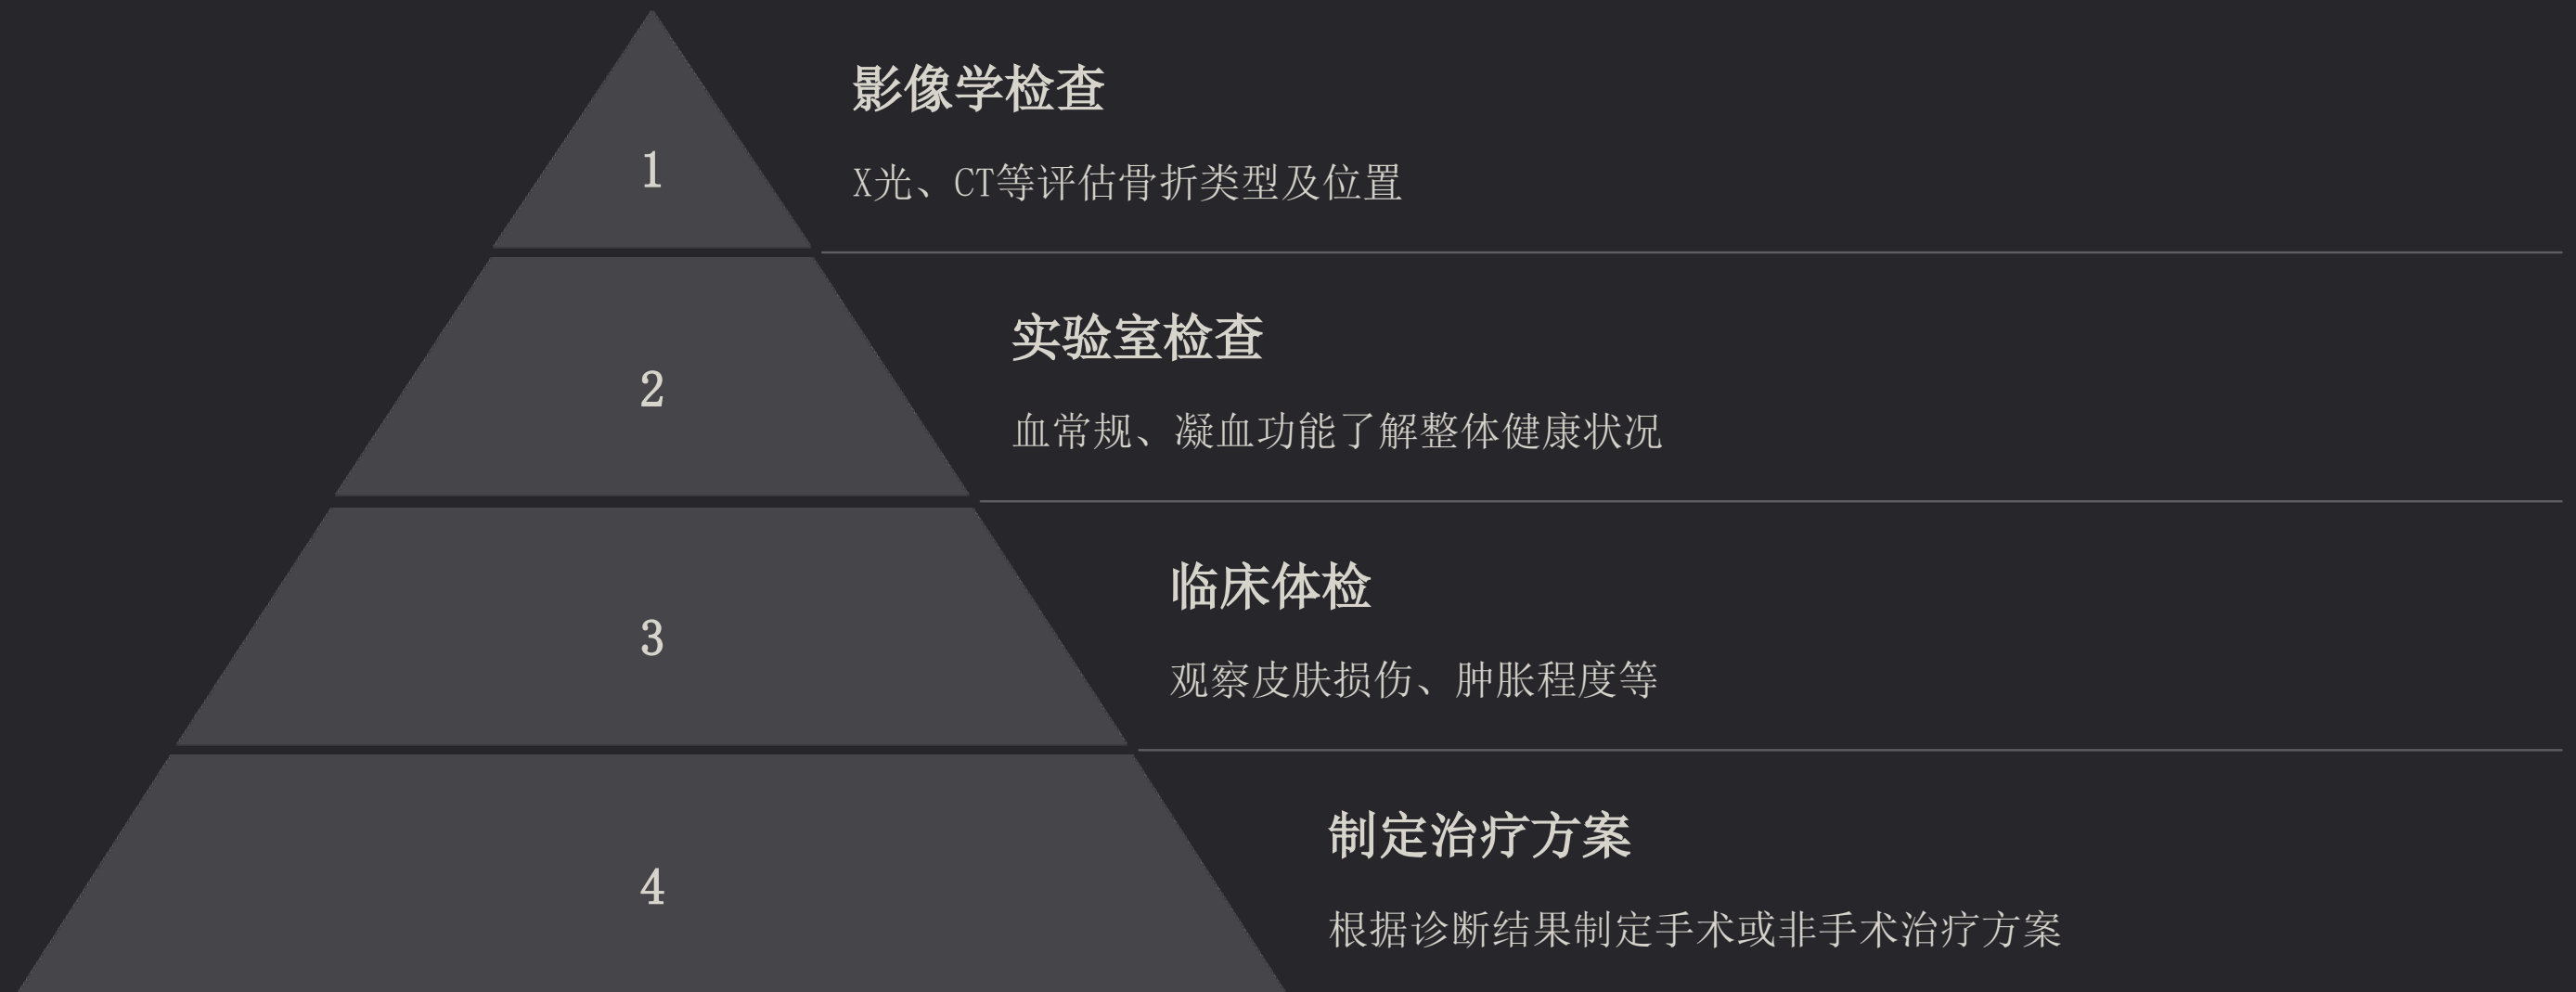 影像学检查
1
X光、CT等评估骨折类型及位置
实验室检查
2
血常规、凝血功能了解整体健康状况
临床体检
3
观察皮肤损伤、肿胀程度等
制定治疗方案
4
根据诊断结果制定手术或非手术治疗方案